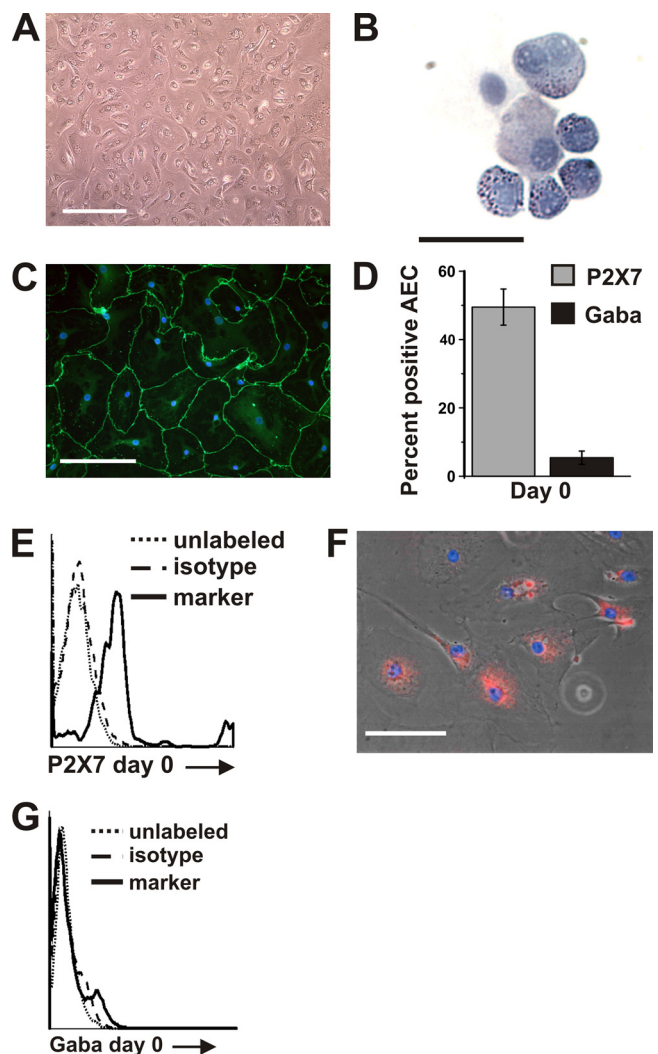 A
B
C
D
Percent positive AEC
60
40
20
0
Day 0
P2X7
Gaba
E
unlabeled
isotype
marker
P2X7 day 0
F
G
unlabeled
isotype
marker
Gaba day 0